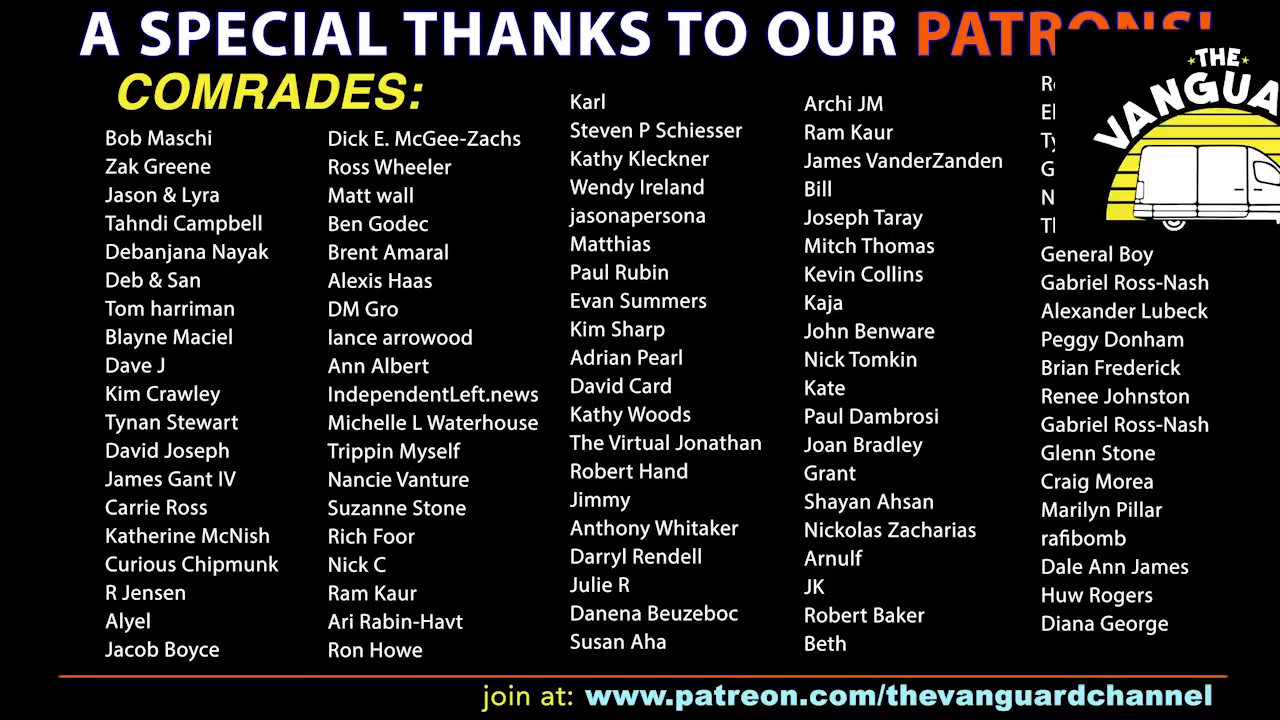 A SPECIAL THANKS TO OUR PATRONS!
COMRADES:
Bob Maschi
Zak Greene
Jason & Lyra
Tahndi Campbell
Debanjana Nayak
Deb & San
Tom harriman
Blayne Maciel
Dave J
Kim Crawley
Tynan Stewart
David Joseph
James Gant IV
Carrie Ross
Katherine McNish
Curious Chipmunk
R Jensen
Alyel
Jacob Boyce
Dick E. McGee-Zachs
Ross Wheeler
Matt wall
Ben Godec
Brent Amaral
Alexis Haas
DM Gro
lance arrowood
Ann Albert
IndependentLeft.news
Michelle L Waterhouse
Trippin Myself
Nancie Vanture
Suzanne Stone
Rich Foor
Nick C
Ram Kaur
Ari Rabin-Havt
Ron Howe
Karl
Steven P Schiesser
Kathy Kleckner
Wendy Ireland
jasonapersona
Matthias
Paul Rubin
Evan Summers
Kim Sharp
Adrian Pearl
David Card
Kathy Woods
The Virtual Jonathan
Robert Hand
Jimmy
Anthony Whitaker
Darryl Rendell
Julie R
Danena Beuzeboc
Susan Aha
Archi JM
Ram Kaur
James VanderZanden
Bill
Joseph Taray
Mitch Thomas
Kevin Collins
Kaja
John Benware
Nick Tomkin
Kate
Paul Dambrosi
Joan Bradley
Grant
Shayan Ahsan
Nickolas Zacharias
Arnulf
JK
Robert Baker
Beth
General Boy
Gabriel Ross-Nash
Alexander Lubeck
Peggy Donham
Brian Frederick
Renee Johnston
Gabriel Ross-Nash
Glenn Stone
Craig Morea
Marilyn Pillar
rafibomb
Dale Ann James
Huw Rogers
Diana George
THE
join at: www.patreon.com/thevanguardchannel